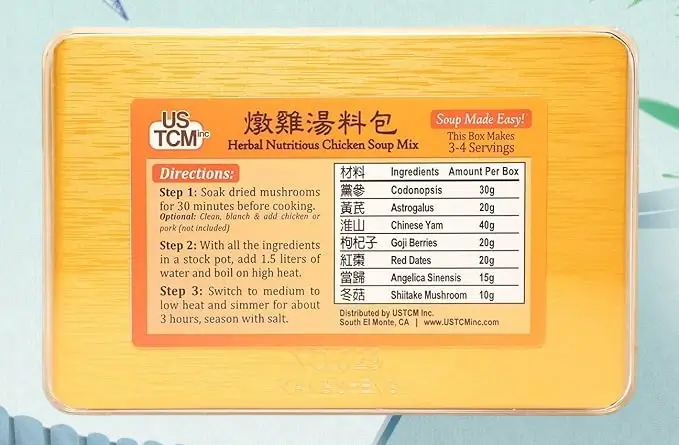 US
TCM inc
燉雞湯料包
Herbal Nutritious Chicken Soup Mix
Soup Made Easy!
This Box Makes
3-4 Servings
Directions:
Step 1: Soak dried mushrooms
for 30 minutes before cooking.
Optional: Clean, blanch & add chicken or
pork (not included)
Step 2: With all the ingredients
in a stock pot, add 1.5 liters of
water and boil on high heat.
Step 3: Switch to medium to
low heat and simmer for about
3 hours, season with salt.
材料 Ingredients Amount Per Box
黨參 Codonopsis 30g
黃芪 Astrogalus 20g
淮山 Chinese Yam 40g
枸杞子 Goji Berries 20g
紅棗 Red Dates 20g
當歸 Angelica Sinensis 15g
冬菇 Shiitake Mushroom 10g
Distributed by USTCM Inc.
South El Monte, CA | www.USTCMinc.com